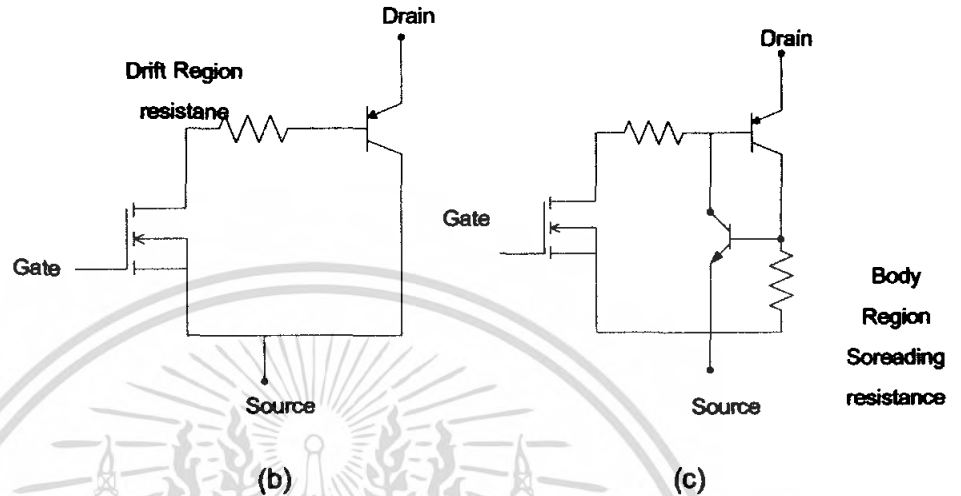 Drain
Drift Region
resistane
Gate
Source
(b)
Drain
Gate
Body
Region
Soreading
resistance
Source
(c)